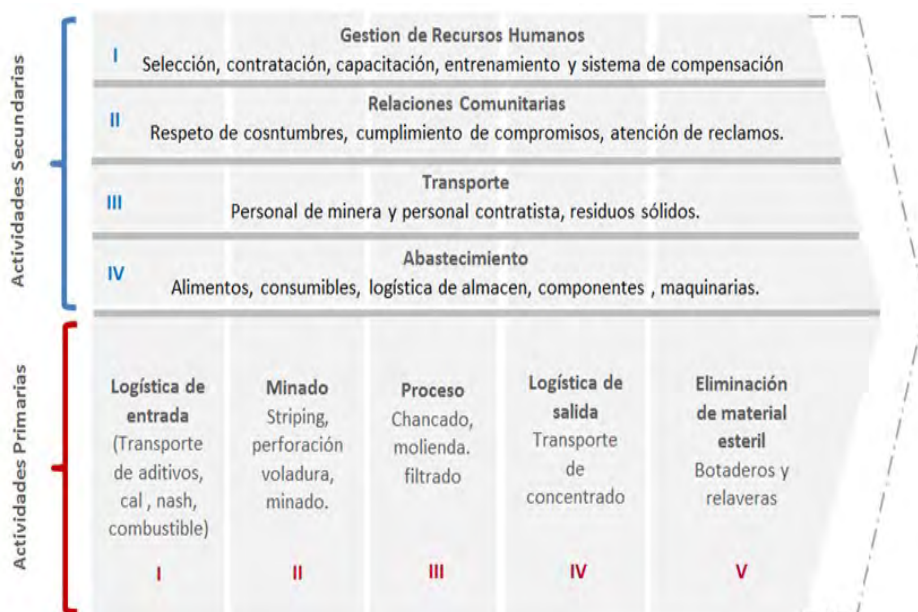 Actividades Secundarias
I
Gestion de Recursos Humanos
Selección, contratación, capacitación, entrenamiento y sistema de compensación
II
Relaciones Comunitarias
Respeto de cosntumbres, cumplimiento de compromisos, atención de reclamos.
III
Transporte
Personal de minera y personal contratista, residuos sólidos.
IV
Abastecimiento
Alimentos, consumibles, logística de almacen, componentes , maquinarias.
Actividades Primarias
Logística de
entrada
(Transporte
de aditivos,
cal , nash,
combustible)
I
Minado
Striping,
perforación
voladura,
minado.
II
Proceso
Chancado,
molienda.
filtrado
III
Logística de
salida
Transporte
de
concentrado
IV
Eliminación
de material
esteril
Botaderos y
relaveras
V